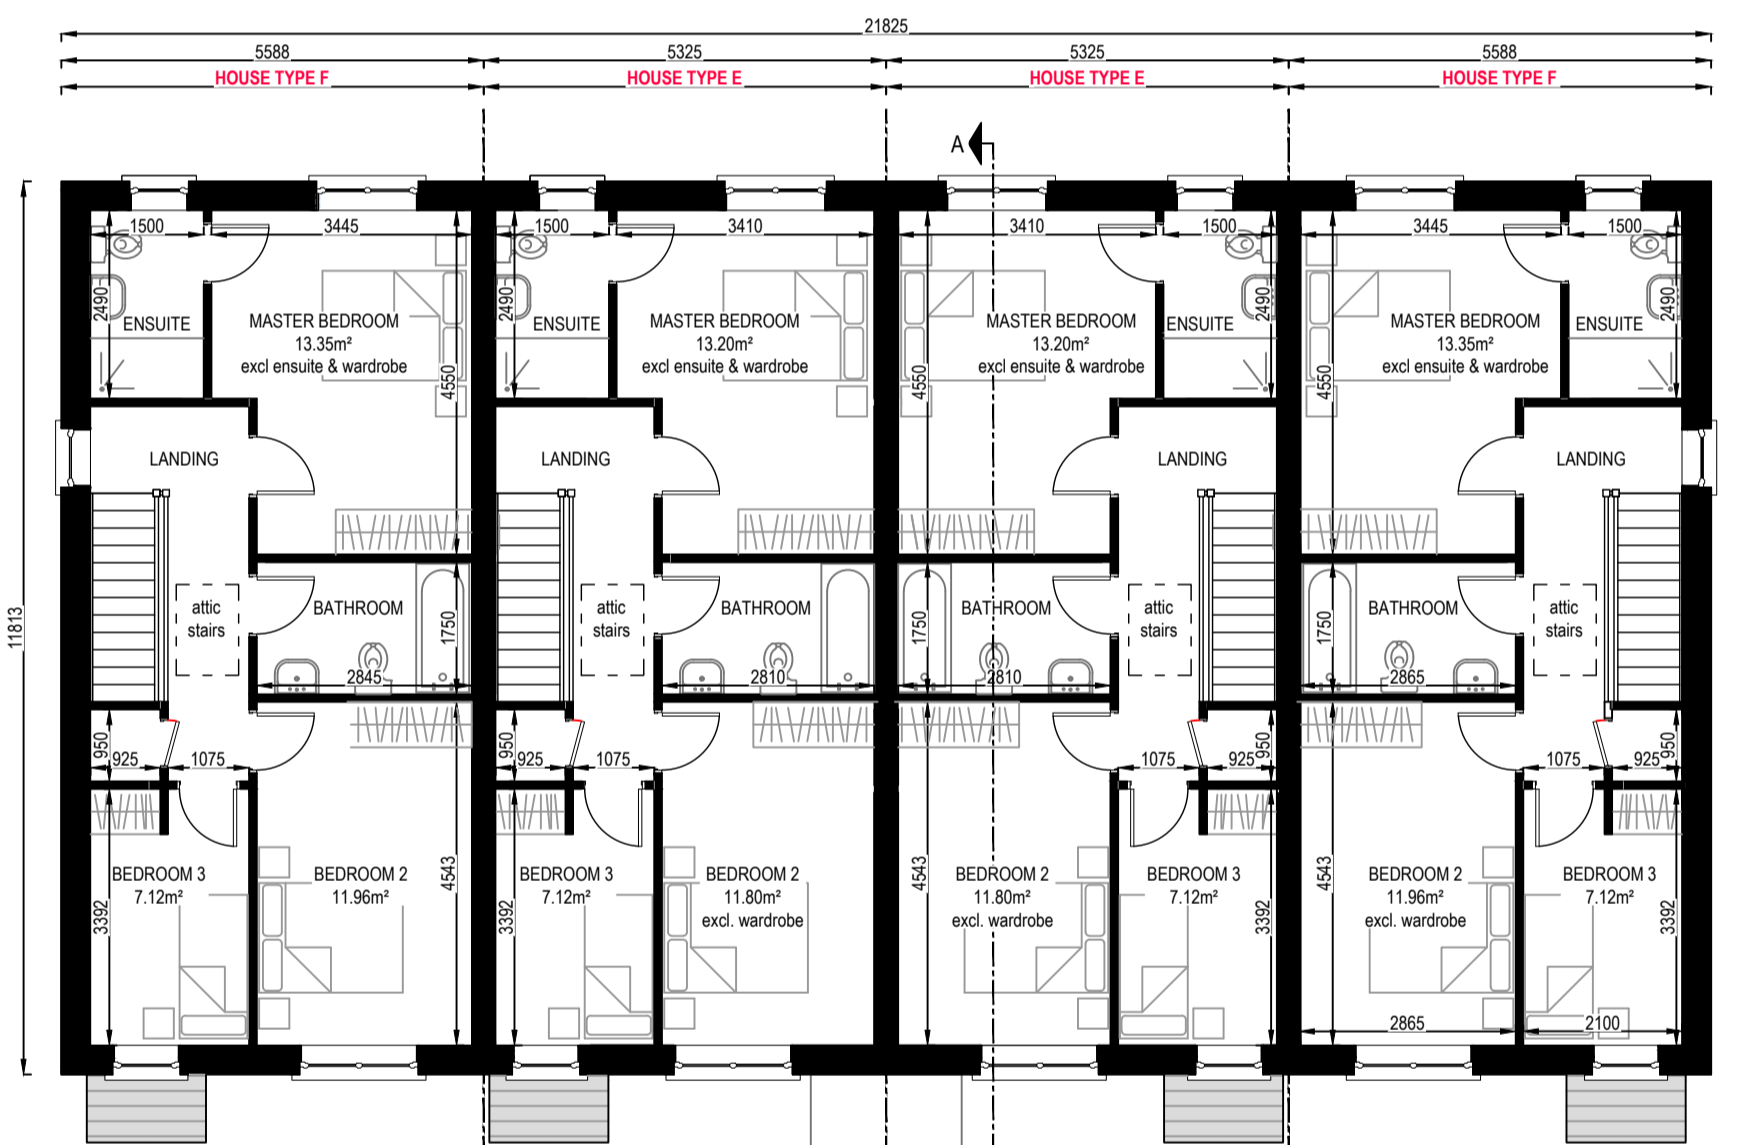 21825
5588 5325 5325 5588
HOUSE TYPE F HOUSE TYPE E HOUSE TYPE E HOUSE TYPE F
A
1500 3445 1500 3410 3410 1500 3445 1500
2490 2490 2490 2490
ENSUITE MASTER BEDROOM ENSUITE MASTER BEDROOM MASTER BEDROOM ENSUITE MASTER BEDROOM ENSUITE
13.35m² 13.20m² 13.20m² 13.35m²
excl ensuite & wardrobe excl ensuite & wardrobe excl ensuite & wardrobe excl ensuite & wardrobe
4550 4550 4550
LANDING LANDING LANDING LANDING
11813
attic BATHROOM attic BATHROOM BATHROOM attic BATHROOM attic
stairs 1750 stairs 1750 stairs 1750 stairs
2845 2810 2810 2865
950 950 950 950
925 1075 925 1075 1075 925 1075 925
BEDROOM 3 BEDROOM 2 BEDROOM 3 BEDROOM 2 BEDROOM 2 BEDROOM 3 BEDROOM 2 BEDROOM 3
7.12m² 11.96m² 7.12m² 11.80m² 11.80m² 7.12m² 11.96m² 7.12m²
excl. wardrobe excl. wardrobe excl. wardrobe
3392 4543 3392 4543 3392 4543 3392
2865 2100